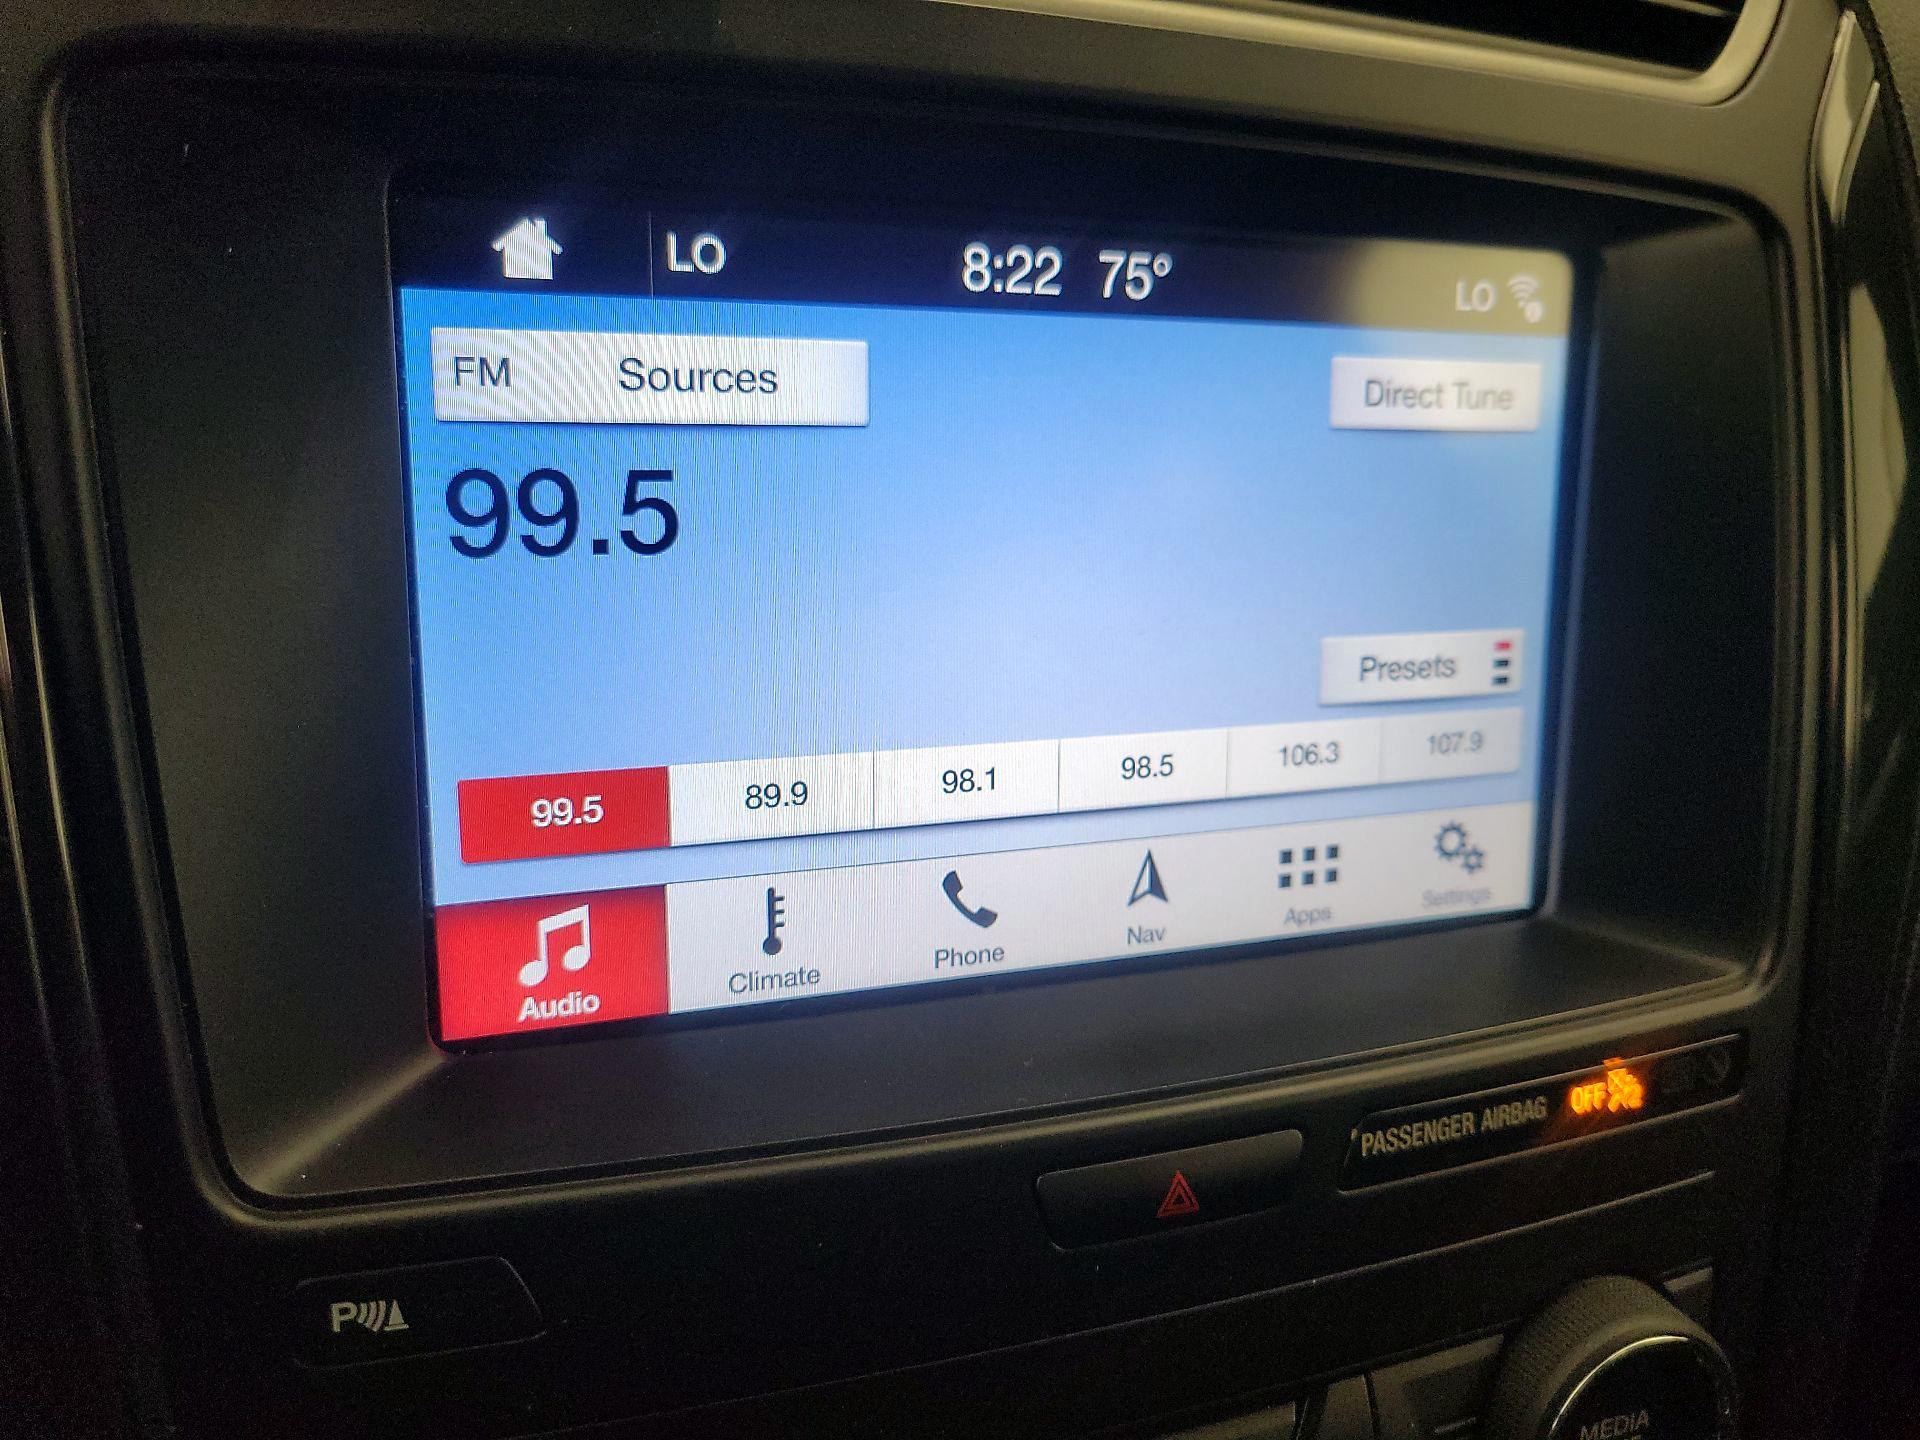 LO 8:22 75° LO
FM Sources Direct Tune
99.5
Presets
99.5 89.9 98.1 98.5 106.3 107.9
Audio Climate Phone Nav Apps Settings
PASSENGER AIRBAG OFF
P
MEDIA